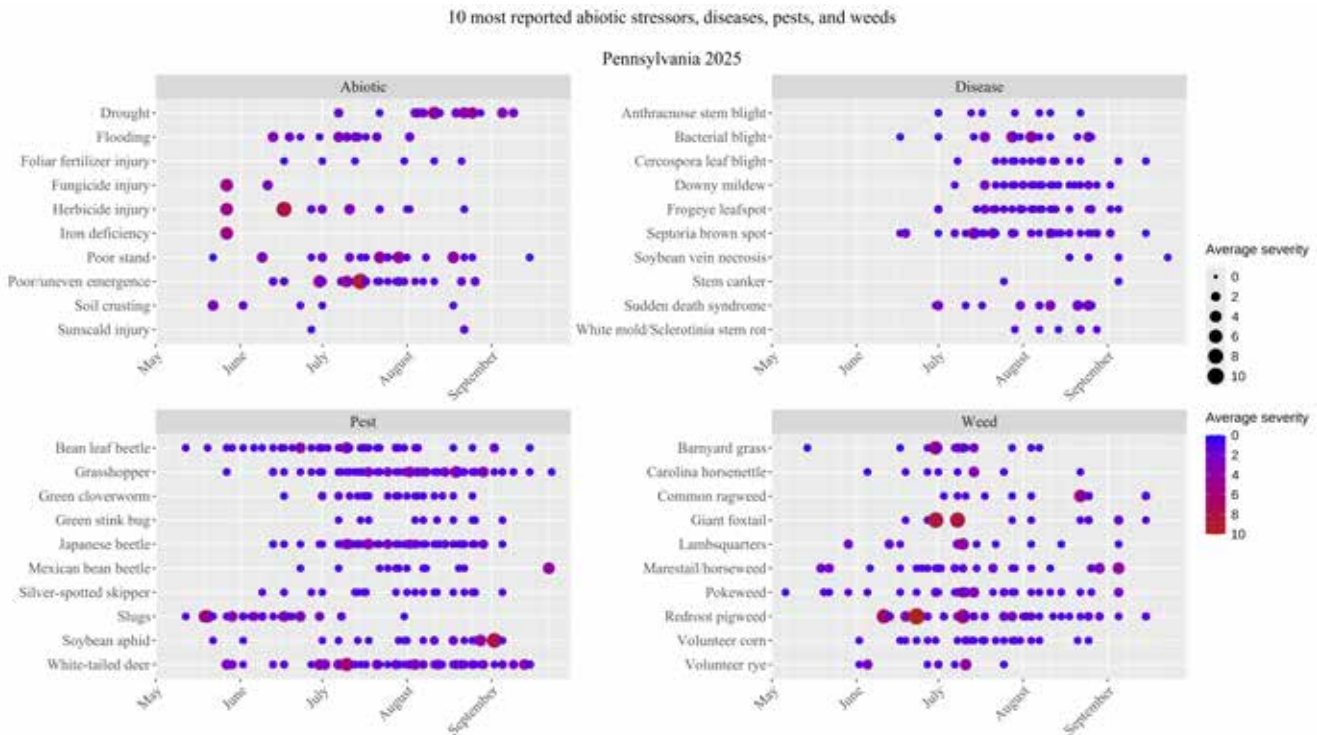 10 most reported abiotic stressors, diseases, pests, and weeds
Pennsylvania 2025
Abiotic
Drought
Flooding
Foliar fertilizer injury
Fungicide injury
Herbicide injury
Iron deficiency
Poor stand
Poor/uneven emergence
Soil crusting
Sunscald injury
May
June
July
August
September
Disease
Anthracnose stem blight
Bacterial blight
Cercospora leaf blight
Downy mildew
Frogeye leafspot
Septoria brown spot
Soybean vein necrosis
Stem canker
Sudden death syndrome
White mold/Sclerotinia stem rot
May
June
July
August
September
Pest
Bean leaf beetle
Grasshopper
Green cloverworm
Green stink bug
Japanese beetle
Mexican bean beetle
Silver-spotted skipper
Slugs
Soybean aphid
White-tailed deer
May
June
July
August
September
Weed
Barnyard grass
Carolina horsenettle
Common ragweed
Giant foxtail
Lambsquarters
Marestail/horseweed
Pokeweed
Redroot pigweed
Volunteer corn
Volunteer rye
May
June
July
August
September
Average severity
0
2
4
6
8
10
Average severity
0
2
4
6
8
10